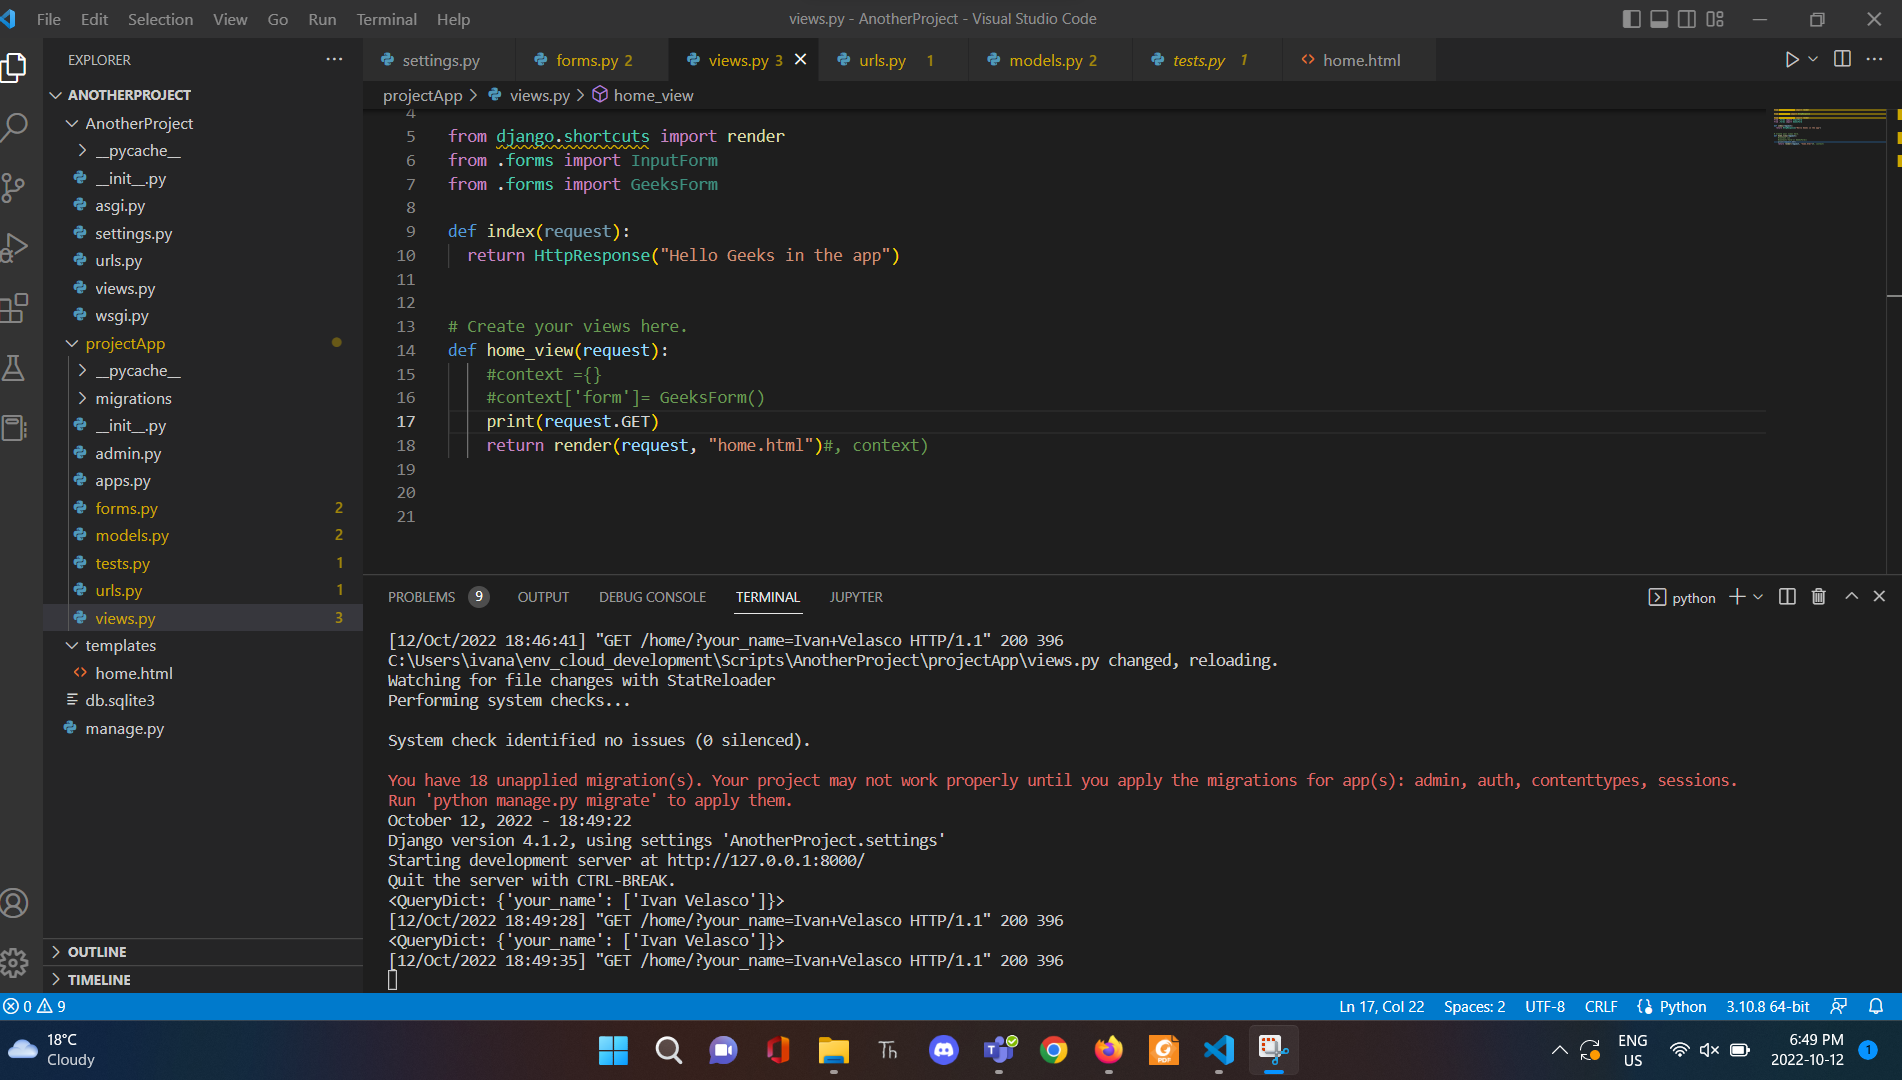 File Edit Selection View Go Run Terminal Help
views.py - AnotherProject - Visual Studio Code
EXPLORER
settings.py
forms.py 2
views.py 3
urls.py 1
models.py 2
tests.py 1
home.html
ANOTHERPROJECT
AnotherProject
__pycache__
__init__.py
asgi.py
settings.py
urls.py
views.py
wsgi.py
projectApp
__pycache__
migrations
__init__.py
admin.py
apps.py
forms.py 2
models.py 2
tests.py 1
urls.py 1
views.py 3
templates
home.html
db.sqlite3
manage.py
OUTLINE
TIMELINE
projectApp > views.py > home_view
4
5 from django.shortcuts import render
6 from .forms import InputForm
7 from .forms import GeeksForm
8
9 def index(request):
10 return HttpResponse("Hello Geeks in the app")
11
12
13 # Create your views here.
14 def home_view(request):
15 #context ={}
16 #context['form']= GeeksForm()
17 print(request.GET)
18 return render(request, "home.html")#, context)
19
20
21
PROBLEMS 9 OUTPUT DEBUG CONSOLE TERMINAL JUPYTER
python
[12/Oct/2022 18:46:41] "GET /home/?your_name=Ivan+Velasco HTTP/1.1" 200 396
C:\Users\ivana\env_cloud_development\Scripts\AnotherProject\projectApp\views.py changed, reloading.
Watching for file changes with StatReloader
Performing system checks...
System check identified no issues (0 silenced).
You have 18 unapplied migration(s). Your project may not work properly until you apply the migrations for app(s): admin, auth, contenttypes, sessions.
Run 'python manage.py migrate' to apply them.
October 12, 2022 - 18:49:22
Django version 4.1.2, using settings 'AnotherProject.settings'
Starting development server at http://127.0.0.1:8000/
Quit the server with CTRL-BREAK.
<QueryDict: {'your_name': ['Ivan Velasco']}>
[12/Oct/2022 18:49:28] "GET /home/?your_name=Ivan+Velasco HTTP/1.1" 200 396
<QueryDict: {'your_name': ['Ivan Velasco']}>
[12/Oct/2022 18:49:35] "GET /home/?your_name=Ivan+Velasco HTTP/1.1" 200 396
0 9
Ln 17, Col 22 Spaces: 2 UTF-8 CRLF Python 3.10.8 64-bit
18°C
Cloudy
Th
PDF
ENG
US
6:49 PM
2022-10-12
1